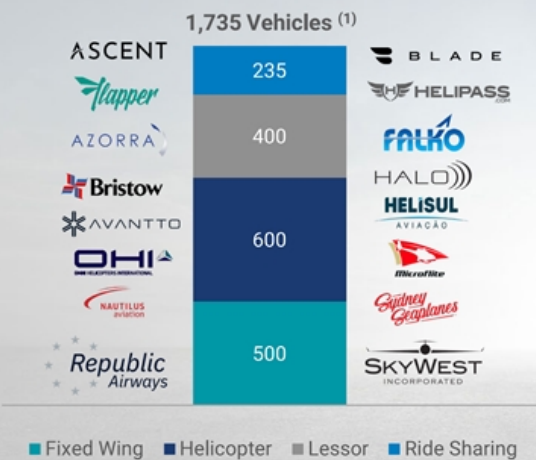 1,735 Vehicles (1)
ASCENT
BLADE
flapper
HELIPASS
.COM
235
AZORRA
FALKO
400
Bristow
HALO
AVANTTO
HELISUL
AVIAÇÃO
600
OHI
HELICOPTERS INTERNATIONAL
Microflite
NAUTILUS
aviation
Sydney
Seaplanes
500
Republic
Airways
SKYWEST
INCORPORATED
Fixed Wing Helicopter Lessor Ride Sharing